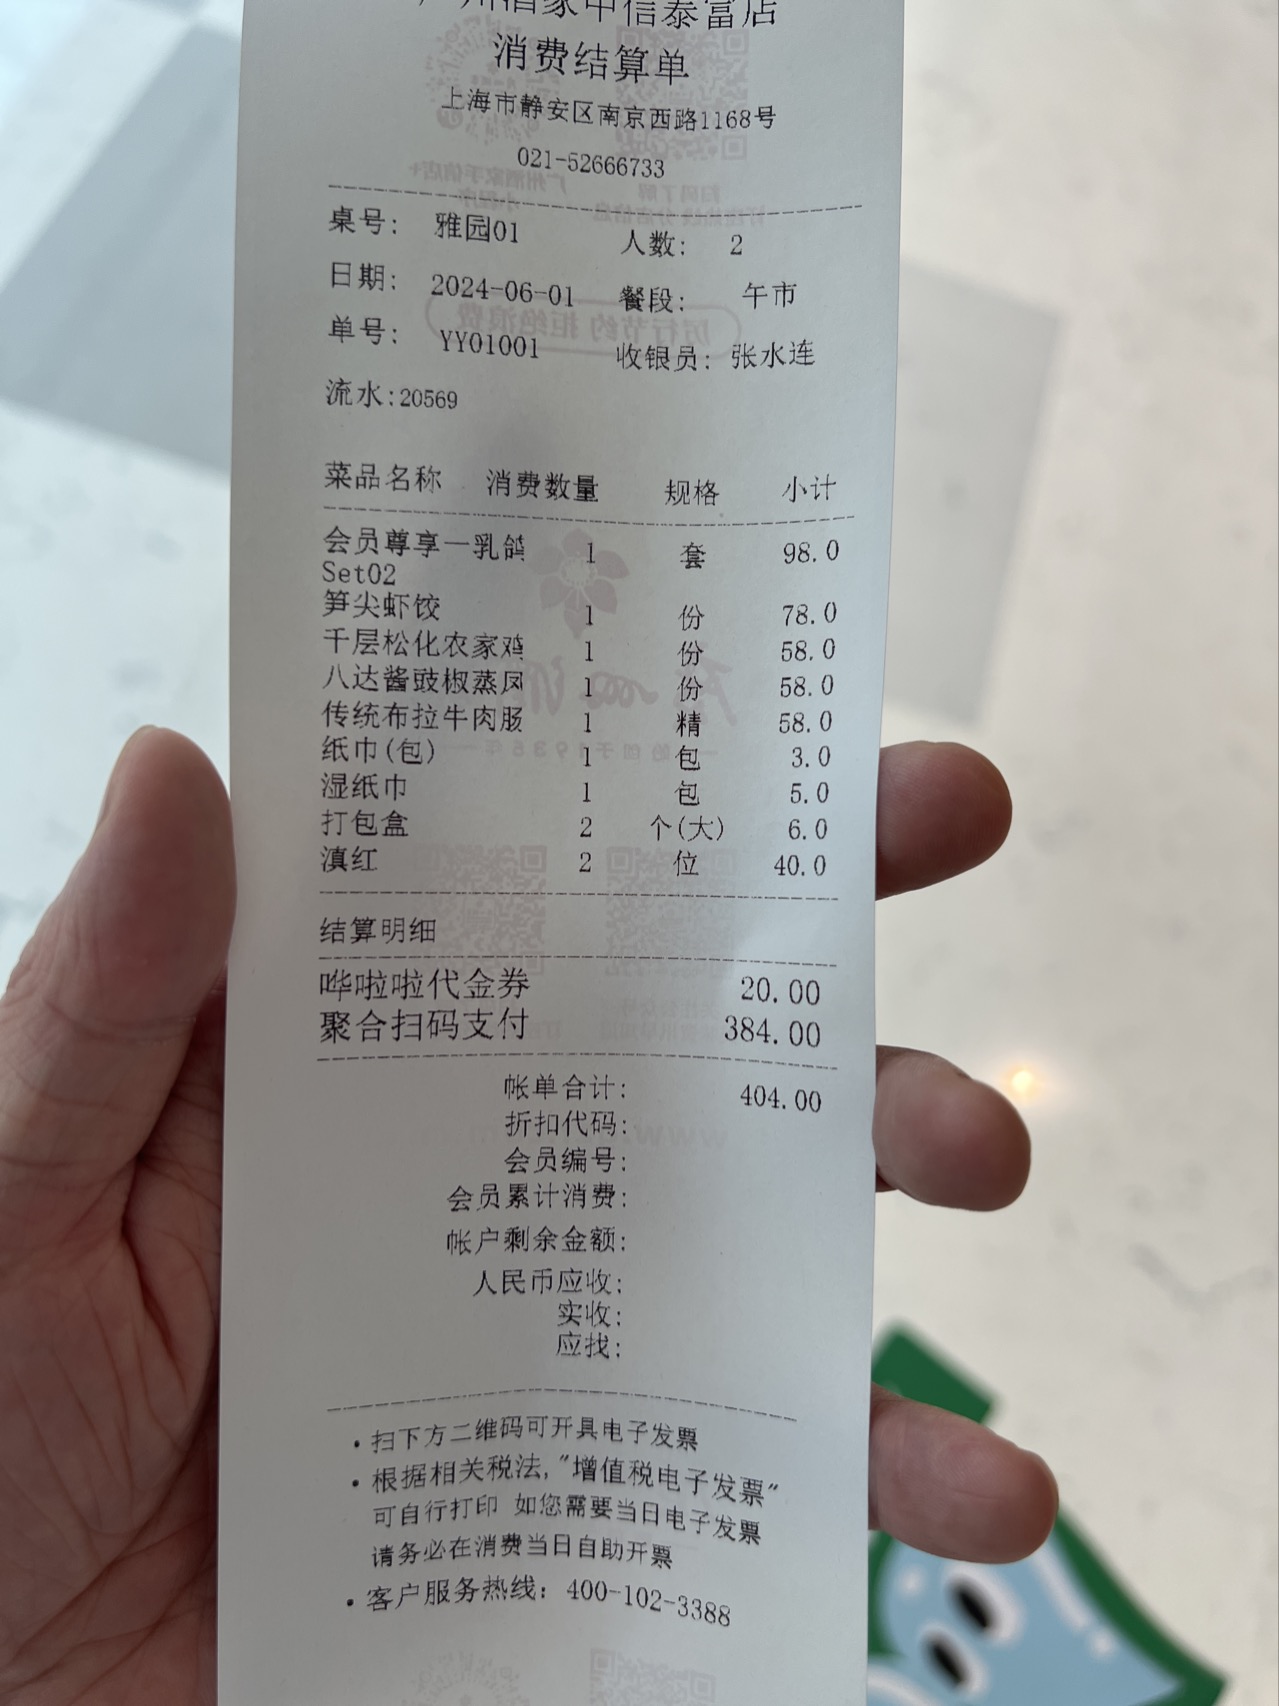 广州酒家中信泰富店
消费结算单
上海市静安区南京西路1168号
021-52666733
桌号: 雅园01 人数: 2
日期: 2024-06-01 餐段: 午市
单号: YY01001 收银员: 张水连
流水:20569
菜品名称 消费数量 规格 小计
会员尊享一乳鸽 1 套 98.0
Set02
笋尖虾饺 1 份 78.0
千层松化农家鸡 1 份 58.0
八达酱豉椒蒸凤 1 份 58.0
传统布拉牛肉肠 1 精 58.0
纸巾(包) 1 包 3.0
湿纸巾 1 包 5.0
打包盒 2 个(大) 6.0
滇红 2 位 40.0
结算明细
哗啦啦代金券 20.00
聚合扫码支付 384.00
帐单合计: 404.00
折扣代码:
会员编号:
会员累计消费:
帐户剩余金额:
人民币应收:
实收:
应找:
·扫下方二维码可开具电子发票
·根据相关税法,"增值税电子发票"
可自行打印 如您需要当日电子发票
请务必在消费当日自助开票
·客户服务热线: 400-102-3388